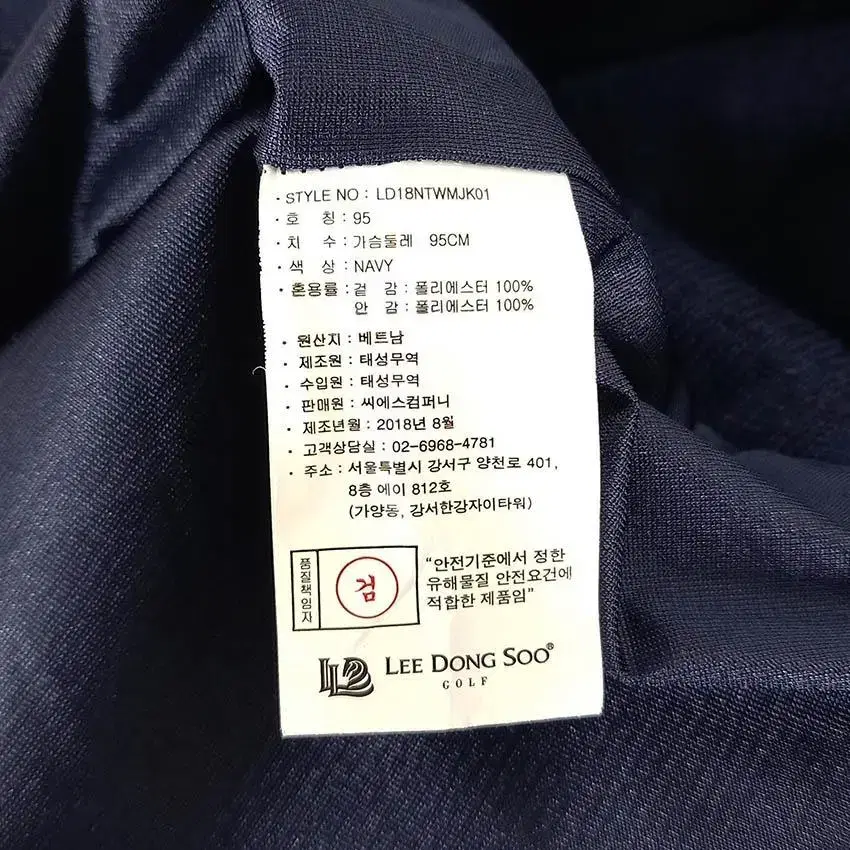 · STYLE NO : LD18NTWMJK01
· 호 칭 : 95
· 치 수 : 가슴둘레 95CM
· 색 상 : NAVY
· 혼용률 : 겉 감 : 폴리에스터 100%
안 감 : 폴리에스터 100%
· 원산지 : 베트남
· 제조원 : 태성무역
· 수입원 : 태성무역
· 판매원 : 씨에스컴퍼니
· 제조년월 : 2018년 8월
· 고객상담실 : 02-6968-4781
· 주소 : 서울특별시 강서구 양천로 401,
8층 에이 812호
(가양동, 강서한강자이타워)
품질책임자
검
“안전기준에서 정한
유해물질 안전요건에
적합한 제품임”
LEE DONG SOO®
GOLF